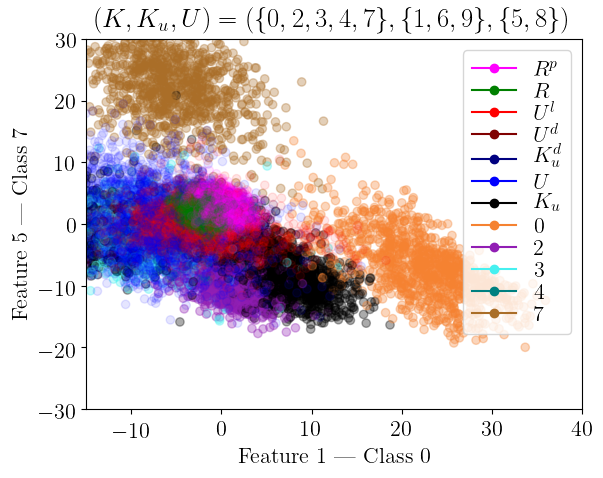 (K, K_u, U) = ({0, 2, 3, 4, 7}, {1, 6, 9}, {5, 8})
30
20
10
0
−10
−20
−30
Feature 5 — Class 7
−10
0
10
20
30
40
Feature 1 — Class 0
R^p
R
U^l
U^d
K_u^d
U
K_u
0
2
3
4
7